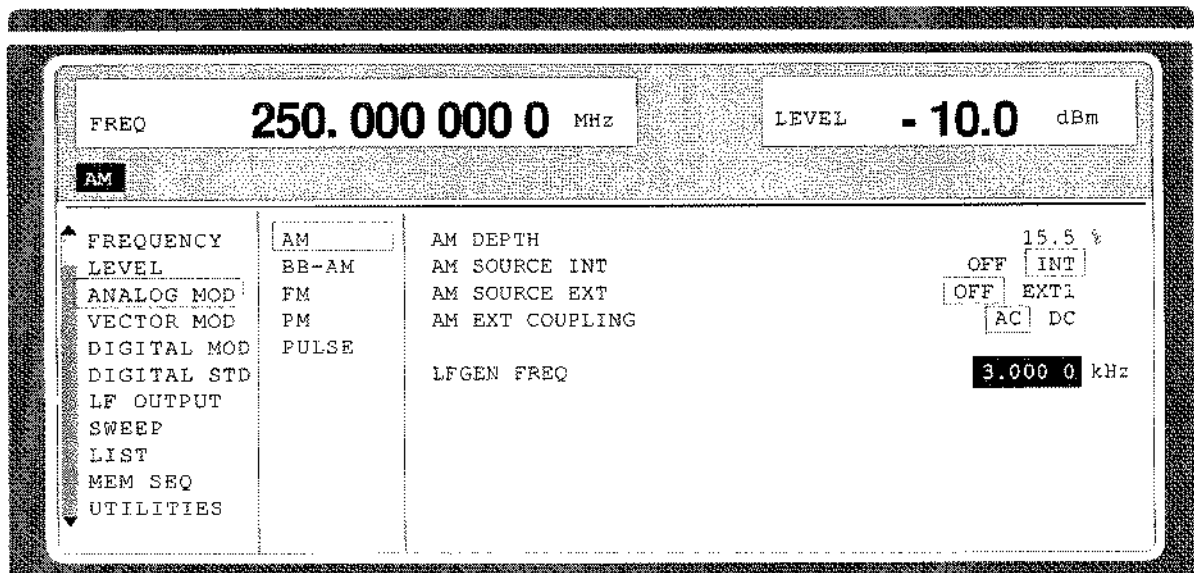 FREQ 250. 000 000 0 MHz LEVEL - 10.0 dBm
AM
FREQUENCY AM AM DEPTH 15.5 %
LEVEL BB-AM AM SOURCE INT OFF INT
ANALOG MOD FM AM SOURCE EXT OFF EXT1
VECTOR MOD PM AM EXT COUPLING AC DC
DIGITAL MOD PULSE
DIGITAL STD LFGEN FREQ 3.000 0 kHz
LF OUTPUT
SWEEP
LIST
MEM SEQ
UTILITIES